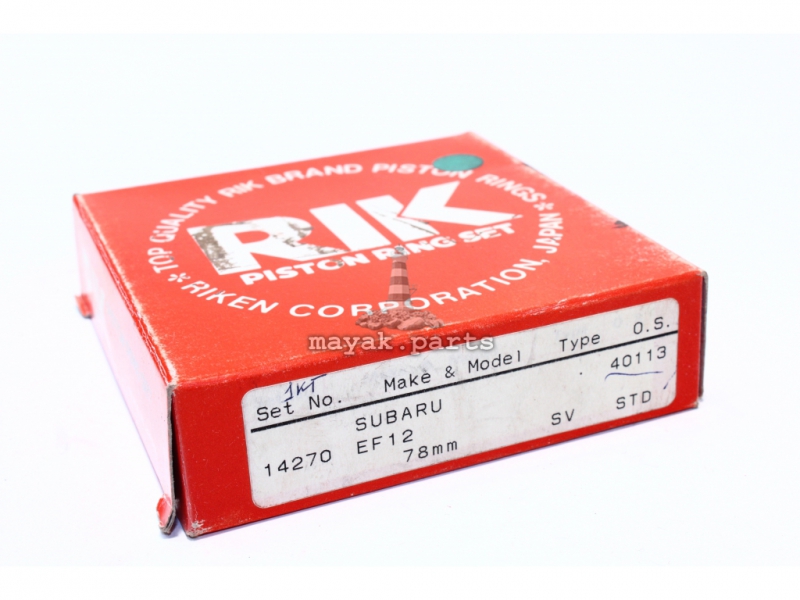 * TOP QUALITY RIK BRAND PISTON RINGS *
RIK
PISTON RING SET
RIKEN CORPORATION, JAPAN
mayak.parts
1KT
Set No. Make & Model Type O.S.
40113
SUBARU
14270 EF12 SV STD
78mm